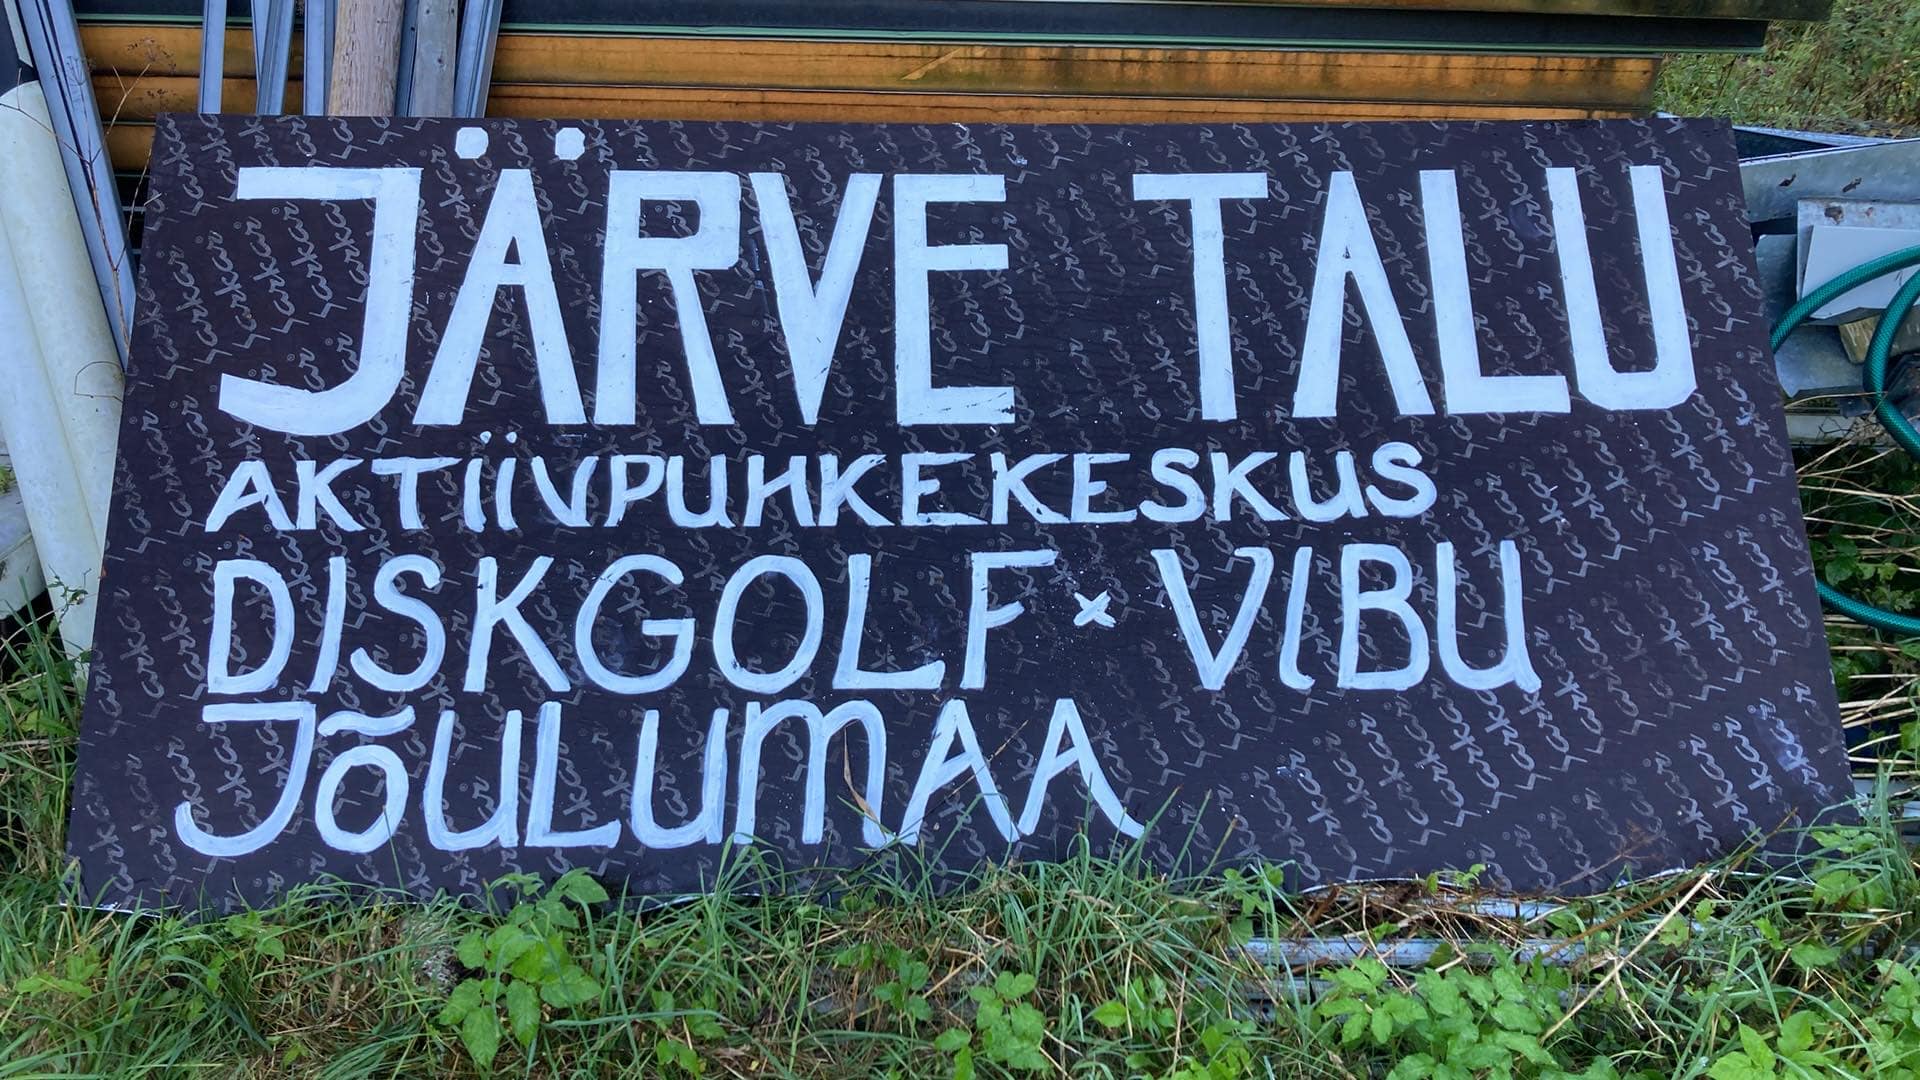 JÄRVE TALU
AKTIIVPUHKEKESKUS
DISKGOLF × VIBU
JÕULUMAA